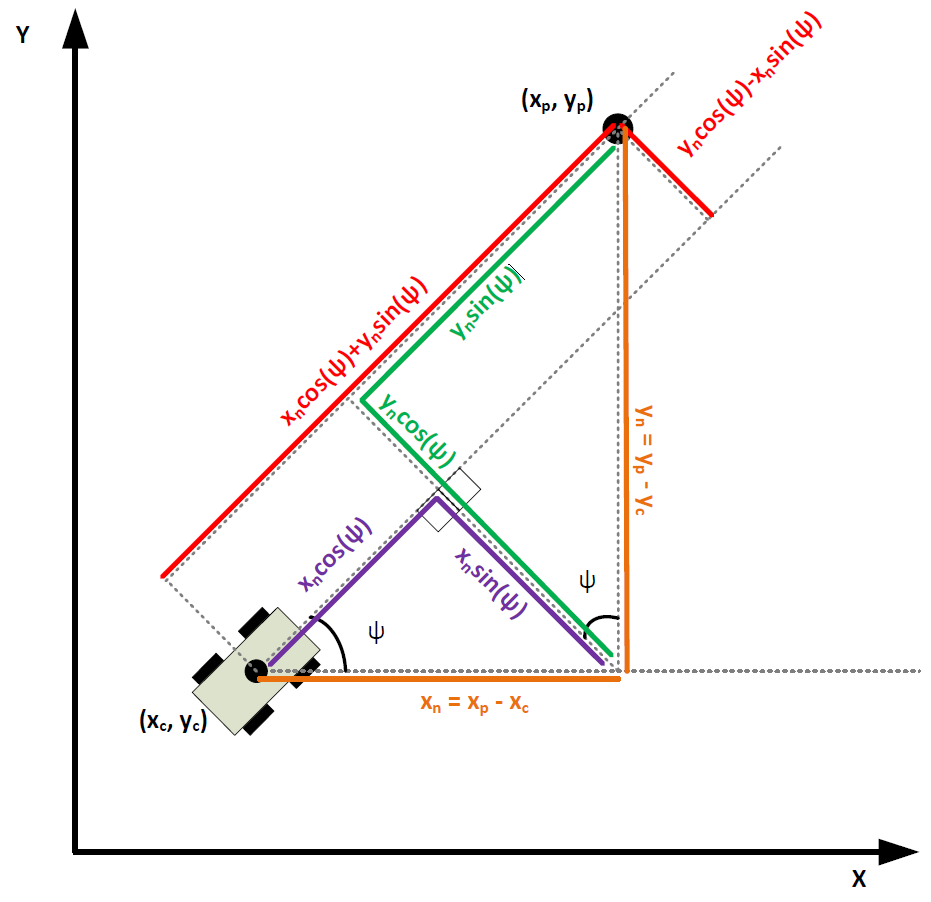 Y
(xp, yp)
yncos(ψ)-xnsin(ψ)
xncos(ψ)+ynsin(ψ)
ynsin(ψ)
yncos(ψ)
yn = yp - yc
xncos(ψ)
xnsin(ψ)
ψ
ψ
xn = xp - xc
(xc, yc)
X